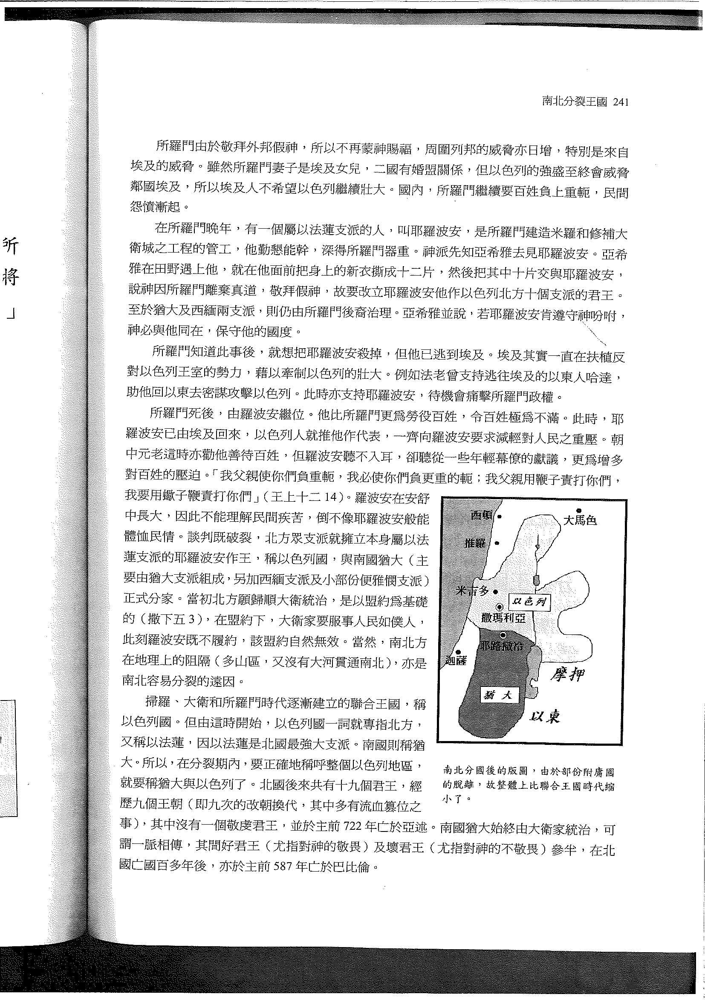 南北分裂王國 241
所羅門由於敬拜外邦假神，所以不再蒙神賜福，周圍列邦的威脅亦日增，特別是來自
埃及的威脅。雖然所羅門妻子是埃及女兒，二國有婚盟關係，但以色列的強盛至終會威脅
鄰國埃及，所以埃及人不希望以色列繼續壯大。國內，所羅門繼續要百姓負上重軛，民間
怨憤漸起。
在所羅門晚年，有一個屬以法蓮支派的人，叫耶羅波安，是所羅門建造米羅和修補大
衛城之工程的管工，他勤懇能幹，深得所羅門器重。神派先知亞希雅去見耶羅波安。亞希
雅在田野遇上他，就在他面前把身上的新衣撕成十二片，然後把其中十片交與耶羅波安，
說神因所羅門離棄真道，敬拜假神，故要改立耶羅波安他作以色列北方十個支派的君王。
至於猶大及西緬兩支派，則仍由所羅門後裔治理。亞希雅並說，若耶羅波安肯遵守神吩咐，
神必與他同在，保守他的國度。
所羅門知道此事後，就想把耶羅波安殺掉，但他已逃到埃及。埃及其實一直在扶植反
對以色列王室的勢力，藉以牽制以色列的壯大。例如法老曾支持逃往埃及的以東人哈達，
助他回以東去密謀攻擊以色列。此時亦支持耶羅波安，待機會痛擊所羅門政權。
所羅門死後，由羅波安繼位。他比所羅門更爲勞役百姓，令百姓極爲不滿。此時，耶
羅波安已由埃及回來，以色列人就推他作代表，一齊向羅波安要求減輕對人民之重壓。朝
中元老這時亦勸他善待百姓，但羅波安聽不入耳，卻聽從一些年輕幕僚的獻議，更爲增多
對百姓的壓迫。「我父親使你們負重軛，我必使你們負更重的軛；我父親用鞭子責打你們，
我要用蠍子鞭責打你們」（王上十二 14）。羅波安在安舒
中長大，因此不能理解民間疾苦，倒不像耶羅波安般能
體恤民情。談判既破裂，北方眾支派就擁立本身屬以法
蓮支派的耶羅波安作王，稱以色列國，與南國猶大（主
要由猶大支派組成，另加西緬支派及小部份便雅憫支派）
正式分家。當初北方願歸順大衛統治，是以盟約爲基礎
的（撒下五 3），在盟約下，大衛家要服事人民如僕人，
此刻羅波安既不履約，該盟約自然無效。當然，南北方
在地理上的阻隔（多山區，又沒有大河貫通南北），亦是
南北容易分裂的遠因。
掃羅、大衛和所羅門時代逐漸建立的聯合王國，稱
以色列國。但由這時開始，以色列國一詞就專指北方，
又稱以法蓮，因以法蓮是北國最強大支派。南國則稱猶
大。所以，在分裂期內，要正確地稱呼整個以色列地區，
就要稱猶大與以色列了。北國後來共有十九個君王，經
歷九個王朝（即九次的改朝換代，其中多有流血篡位之
事），其中沒有一個敬虔君王，並於主前 722 年亡於亞述。南國猶大始終由大衛家統治，可
謂一脈相傳，其間好君王（尤指對神的敬畏）及壞君王（尤指對神的不敬畏）參半，在北
國亡國百多年後，亦於主前 587 年亡於巴比倫。
西頓
大馬色
推羅
米吉多
以色列
撒瑪利亞
耶路撒冷
迦薩
摩押
猶大
以東
南北分國後的版圖，由於部份附庸國
的脫離，故整體上比聯合王國時代縮
小了。
將
」